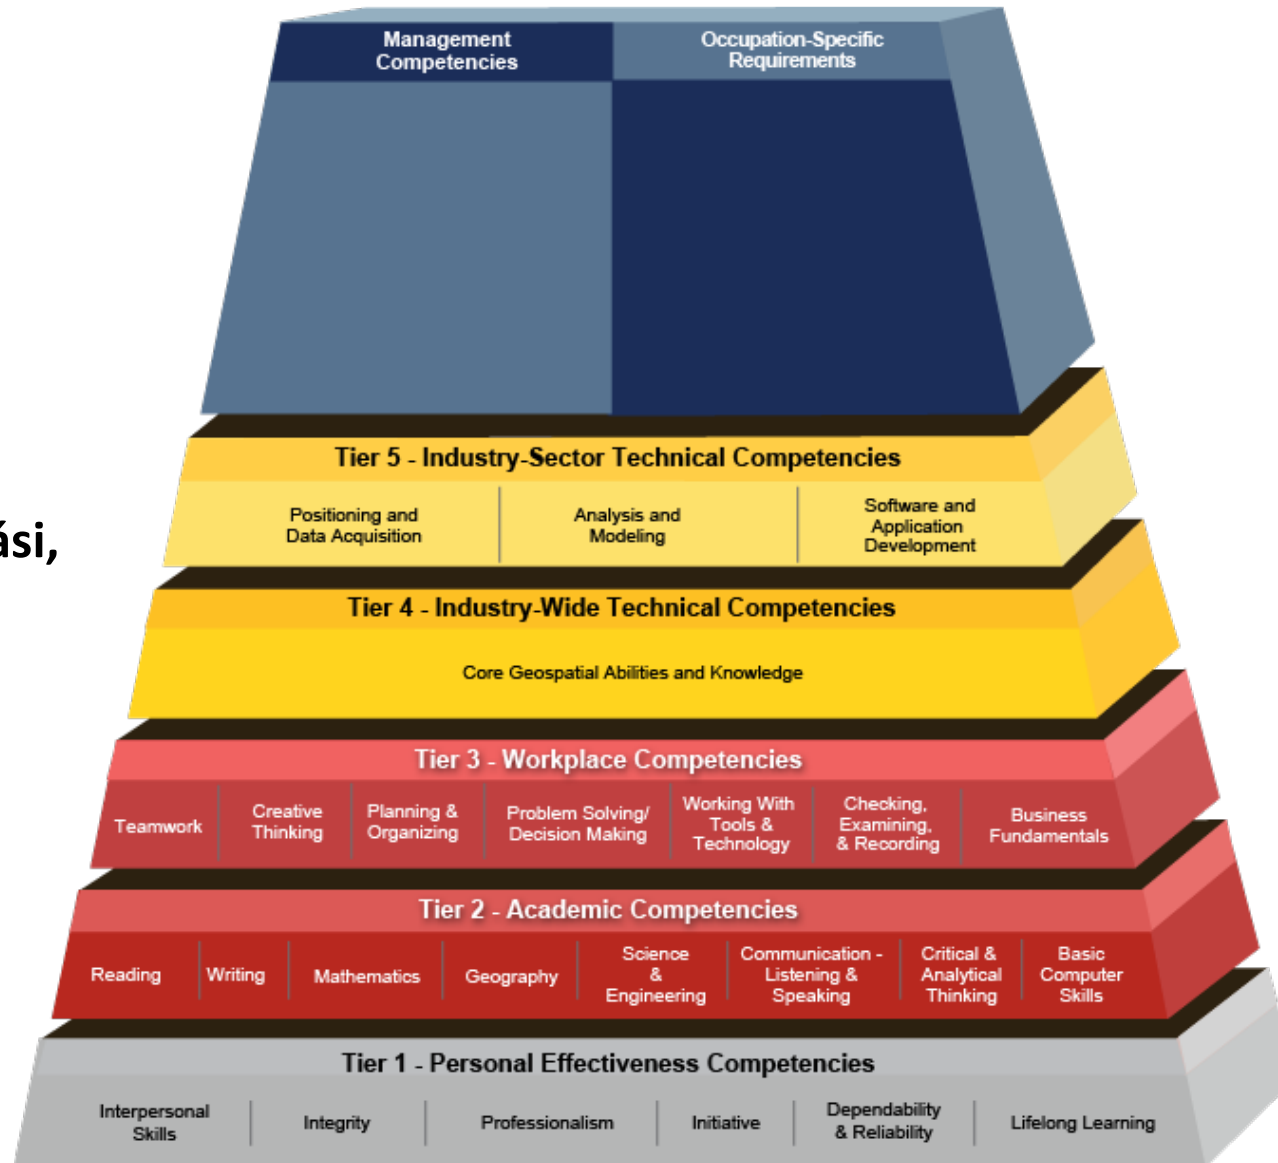 Management
Competencies
Occupation-Specific
Requirements
Tier 5 - Industry-Sector Technical Competencies
Positioning and
Data Acquisition
Analysis and
Modeling
Software and
Application
Development
ási,
Tier 4 - Industry-Wide Technical Competencies
Core Geospatial Abilities and Knowledge
Tier 3 - Workplace Competencies
Teamwork
Creative
Thinking
Planning &
Organizing
Problem Solving/
Decision Making
Working With
Tools &
Technology
Checking,
Examining,
& Recording
Business
Fundamentals
Tier 2 - Academic Competencies
Reading
Writing
Mathematics
Geography
Science
&
Engineering
Communication -
Listening &
Speaking
Critical &
Analytical
Thinking
Basic
Computer
Skills
Tier 1 - Personal Effectiveness Competencies
Interpersonal
Skills
Integrity
Professionalism
Initiative
Dependability
& Reliability
Lifelong Learning